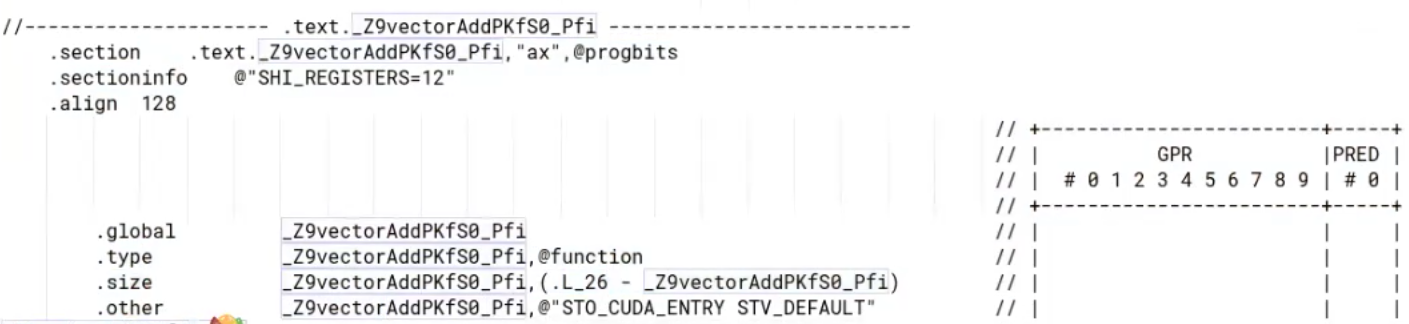 //--------------------- .text._Z9vectorAddPKfS0_Pfi --------------------------
.section .text._Z9vectorAddPKfS0_Pfi,"ax",@progbits
.sectioninfo @"SHI_REGISTERS=12"
.align 128
// +------------------------+-----+
// | GPR |PRED |
// | # 0 1 2 3 4 5 6 7 8 9 | # 0 |
// +------------------------+-----+
.global _Z9vectorAddPKfS0_Pfi // | | |
.type _Z9vectorAddPKfS0_Pfi,@function // | | |
.size _Z9vectorAddPKfS0_Pfi,(.L_26 - _Z9vectorAddPKfS0_Pfi) // | | |
.other _Z9vectorAddPKfS0_Pfi,@"STO_CUDA_ENTRY STV_DEFAULT" // | | |